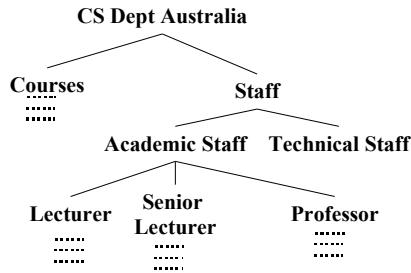 CS Dept Australia
Courses
Staff
Academic Staff
Technical Staff
Lecturer
Senior
Lecturer
Professor